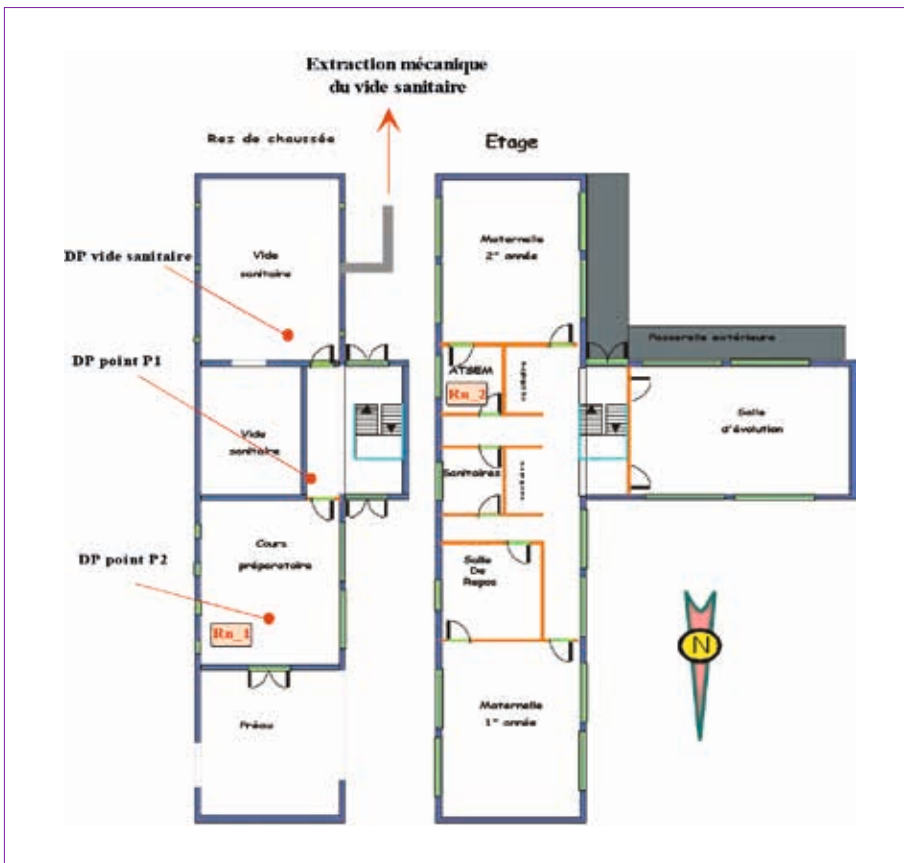 Extraction mécanique
du vide sanitaire
Rez de chaussée
Etage
DP vide sanitaire
Vide
sanitaire
DP point P1
Vide
sanitaire
DP point P2
Cours
préparatoire
Rn_1
Préau
Maternelle
2° année
ATSEM
Rn_2
vestiaire
Sanitaires
vestiaire
Salle
De
Repos
Maternelle
1° année
Passerelle extérieure
Salle
d'évolution
N